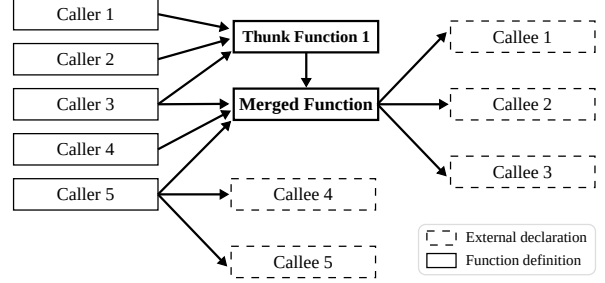 Caller 1
Caller 2
Caller 3
Caller 4
Caller 5
Thunk Function 1
Merged Function
Callee 4
Callee 5
Callee 1
Callee 2
Callee 3
External declaration
Function definition